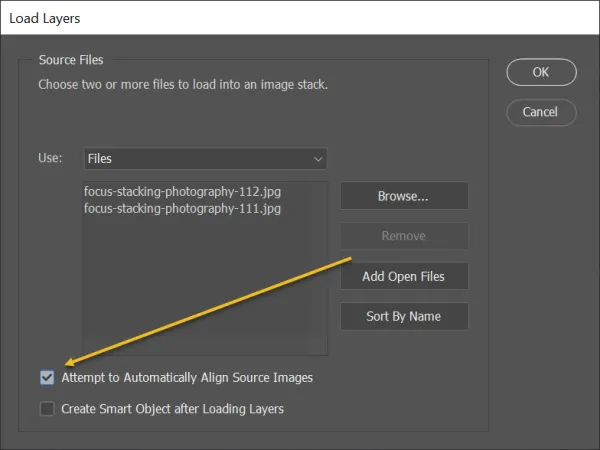 Load Layers
Source Files
Choose two or more files to load into an image stack.
OK
Cancel
Use:
Files
focus-stacking-photography-112.jpg
focus-stacking-photography-111.jpg
Browse...
Remove
Add Open Files
Sort By Name
Attempt to Automatically Align Source Images
Create Smart Object after Loading Layers